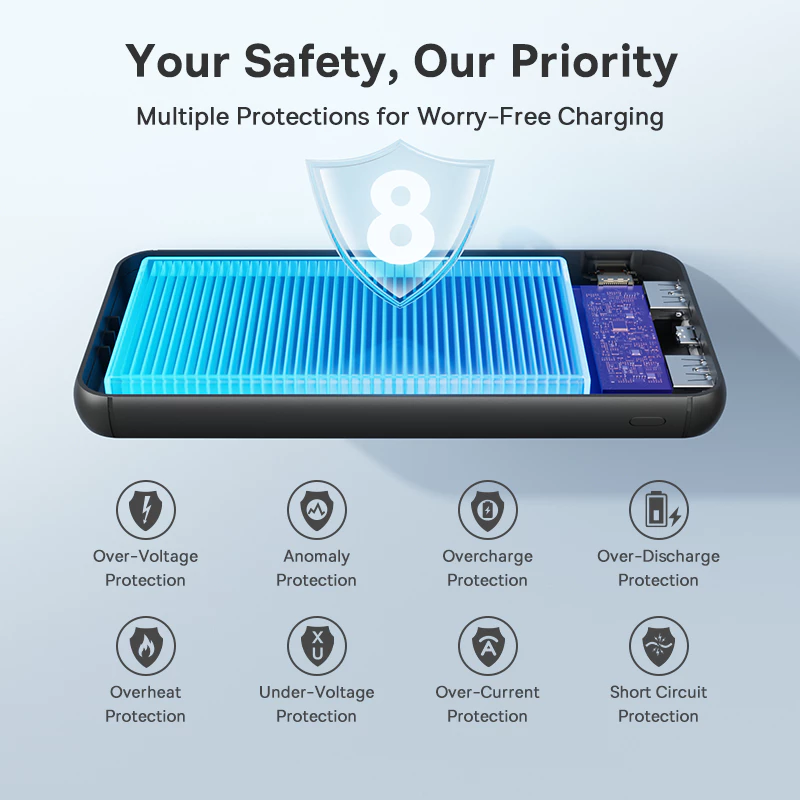 Your Safety, Our Priority
Multiple Protections for Worry-Free Charging
8
Over-Voltage
Protection
Anomaly
Protection
Overcharge
Protection
Over-Discharge
Protection
Overheat
Protection
X
U
Under-Voltage
Protection
A
Over-Current
Protection
Short Circuit
Protection